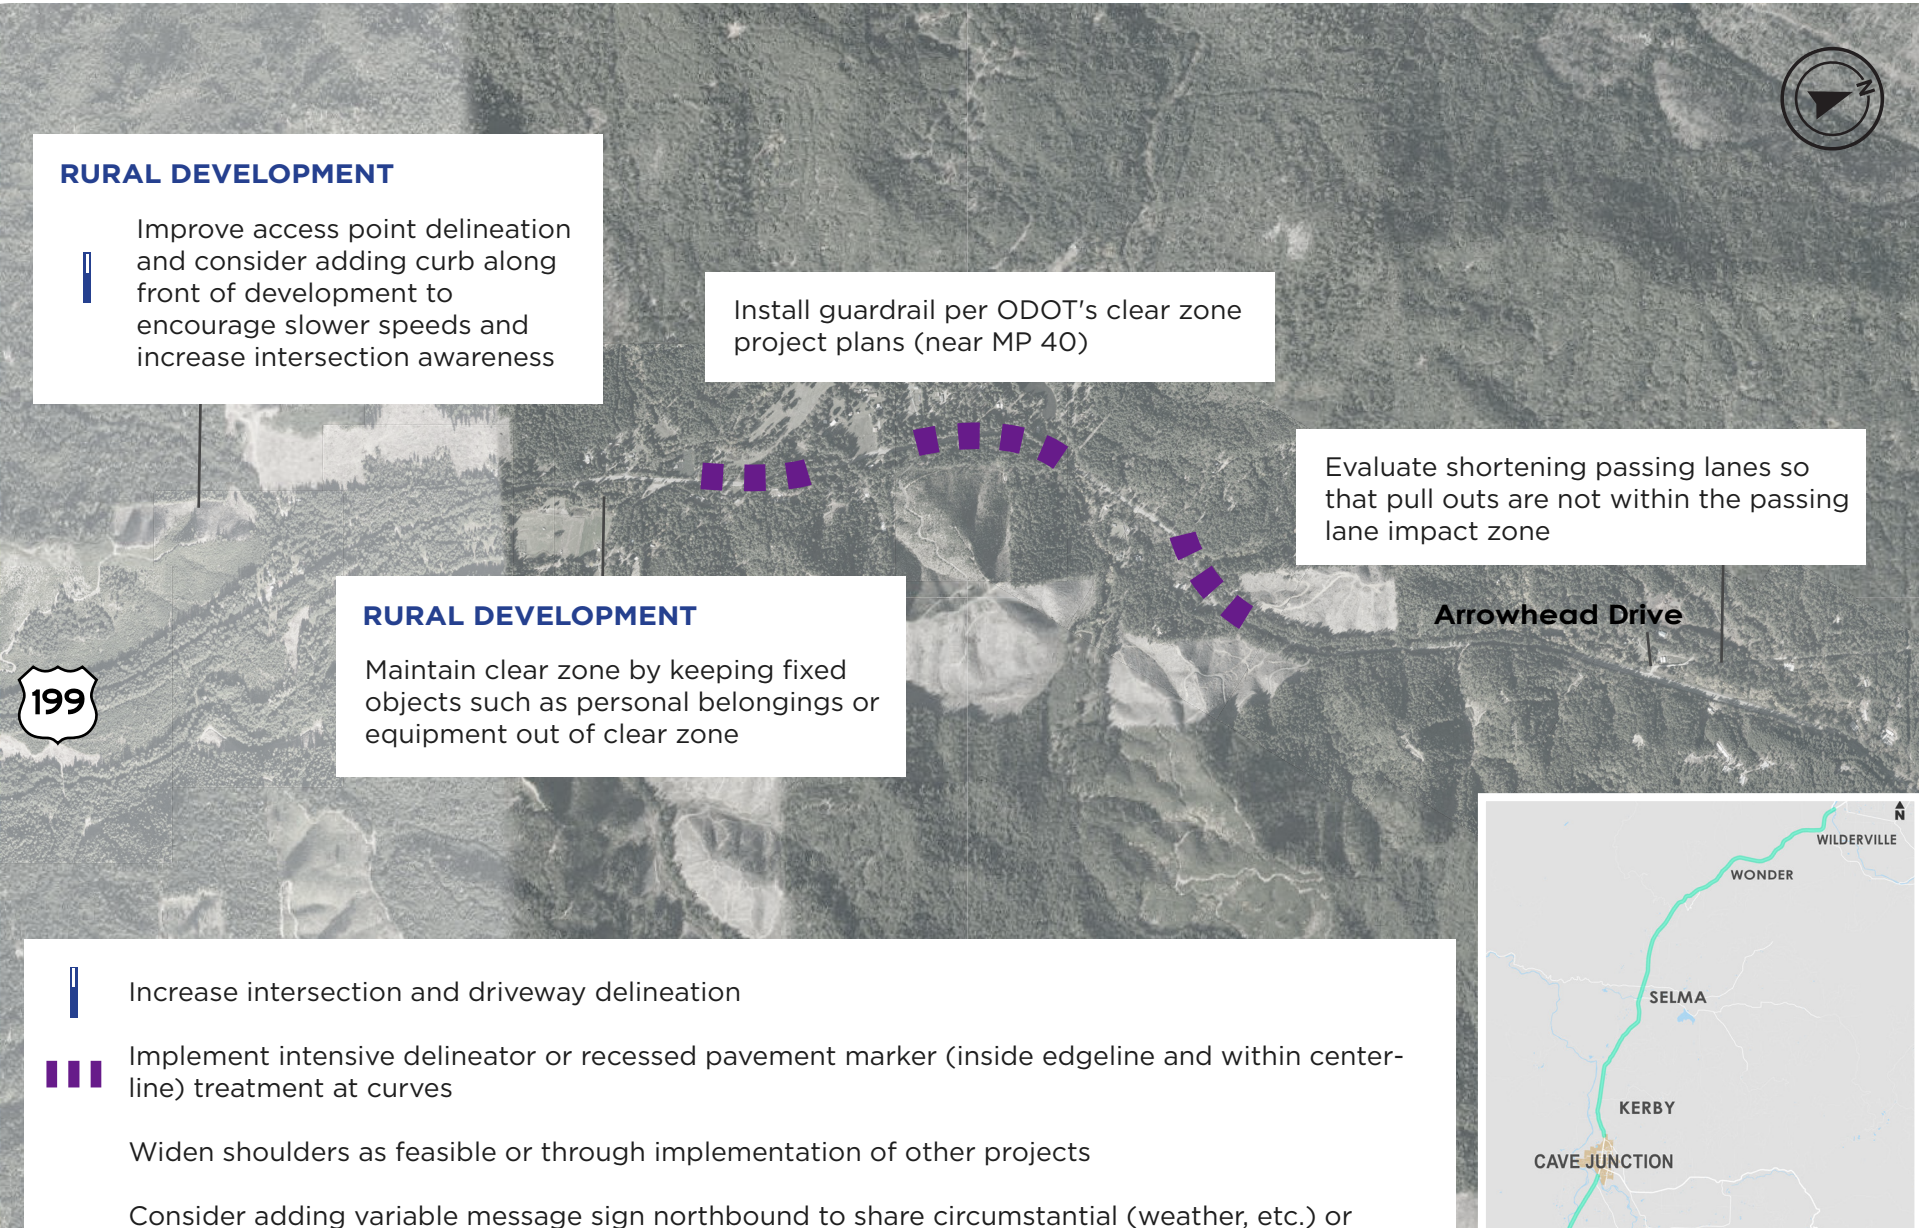 N
RURAL DEVELOPMENT
Improve access point delineation
and consider adding curb along
front of development to
encourage slower speeds and
increase intersection awareness
Install guardrail per ODOT's clear zone
project plans (near MP 40)
Evaluate shortening passing lanes so
that pull outs are not within the passing
lane impact zone
Arrowhead Drive
RURAL DEVELOPMENT
Maintain clear zone by keeping fixed
objects such as personal belongings or
equipment out of clear zone
199
Increase intersection and driveway delineation
Implement intensive delineator or recessed pavement marker (inside edgeline and within center-
line) treatment at curves
Widen shoulders as feasible or through implementation of other projects
Consider adding variable message sign northbound to share circumstantial (weather, etc.) or
N
WILDERVILLE
WONDER
SELMA
KERBY
CAVE JUNCTION